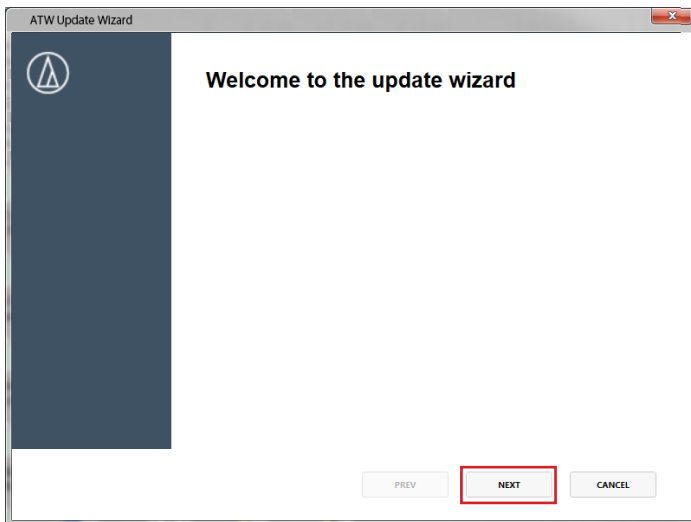 ATW Update Wizard
Welcome to the update wizard
PREV NEXT CANCEL